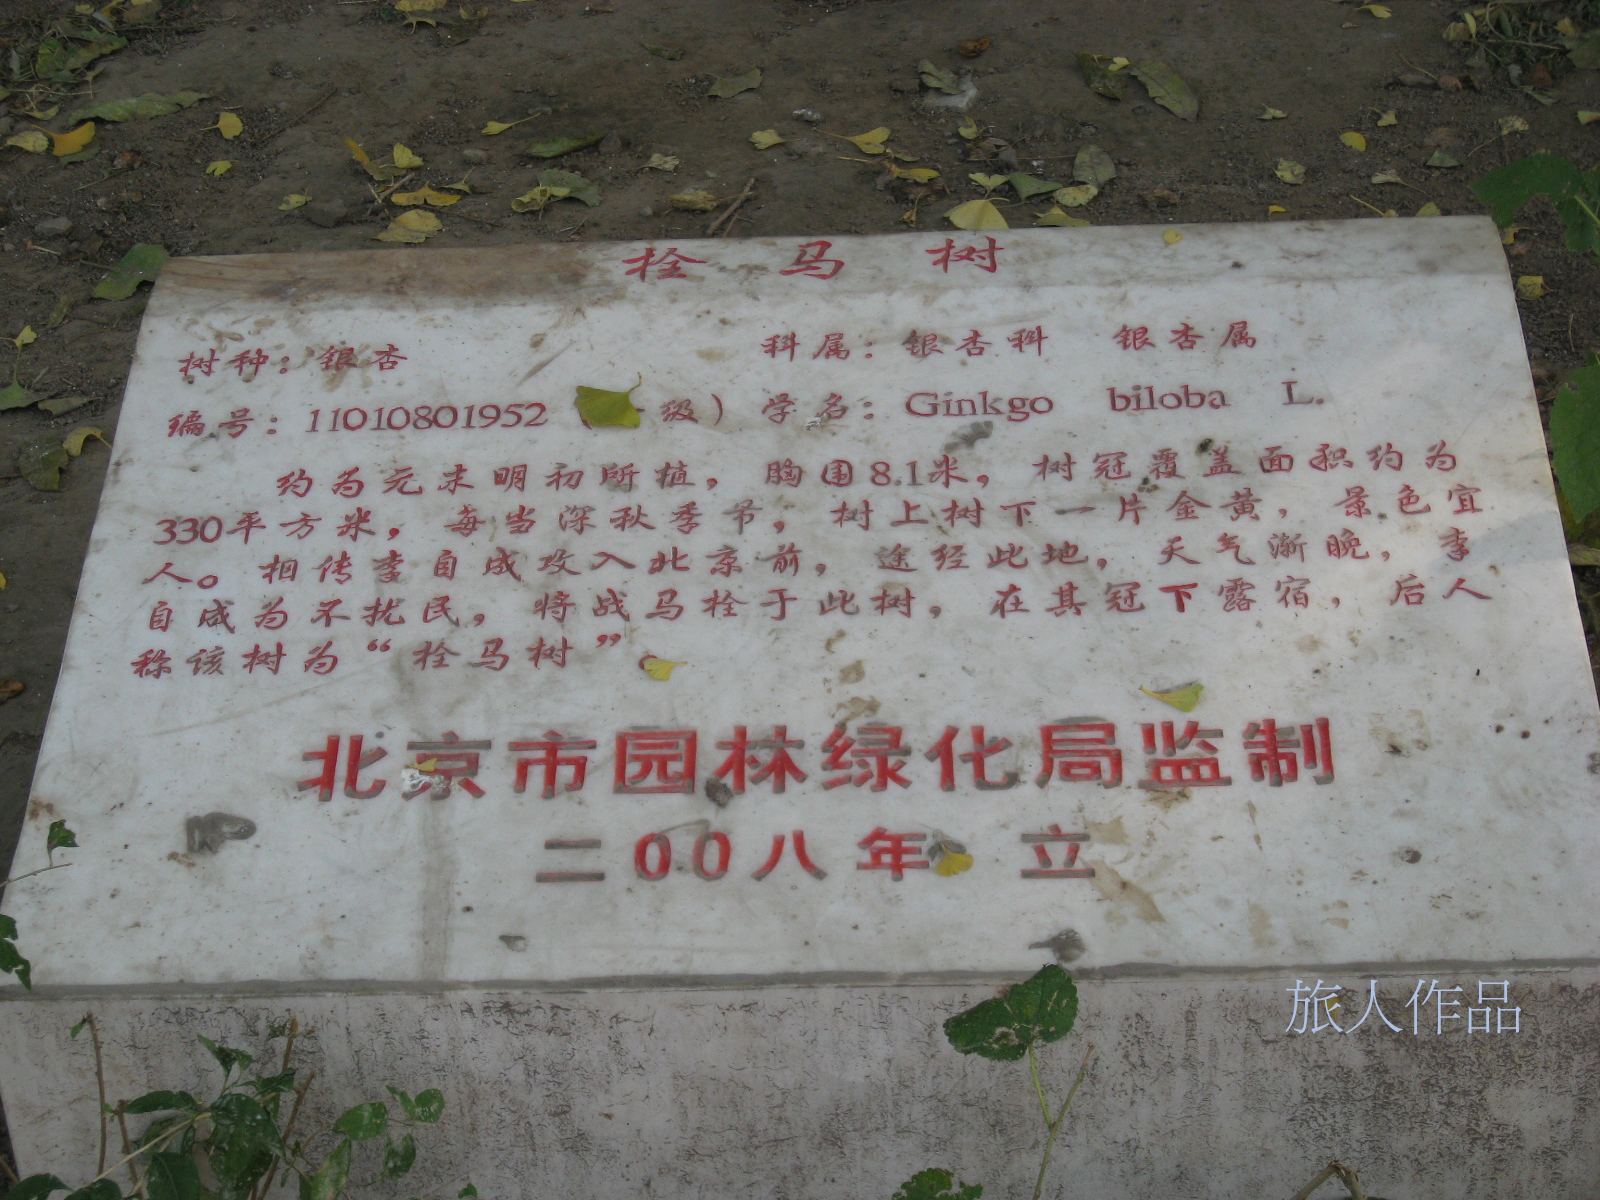 拴马树
树种：银杏 科属：银杏科 银杏属
编号：11010801952 级） 学名：Ginkgo biloba L.
约为元末明初所植，胸围8.1米，树冠覆盖面积约为
330平方米，每当深秋季节，树上树下一片金黄，景色宜
人。相传李自成攻入北京前，途经此地，天气渐晚，李
自成为不扰民，将战马拴于此树，在其冠下露宿，后人
称该树为“拴马树”。
北京市园林绿化局监制
二00八年 立
旅人作品